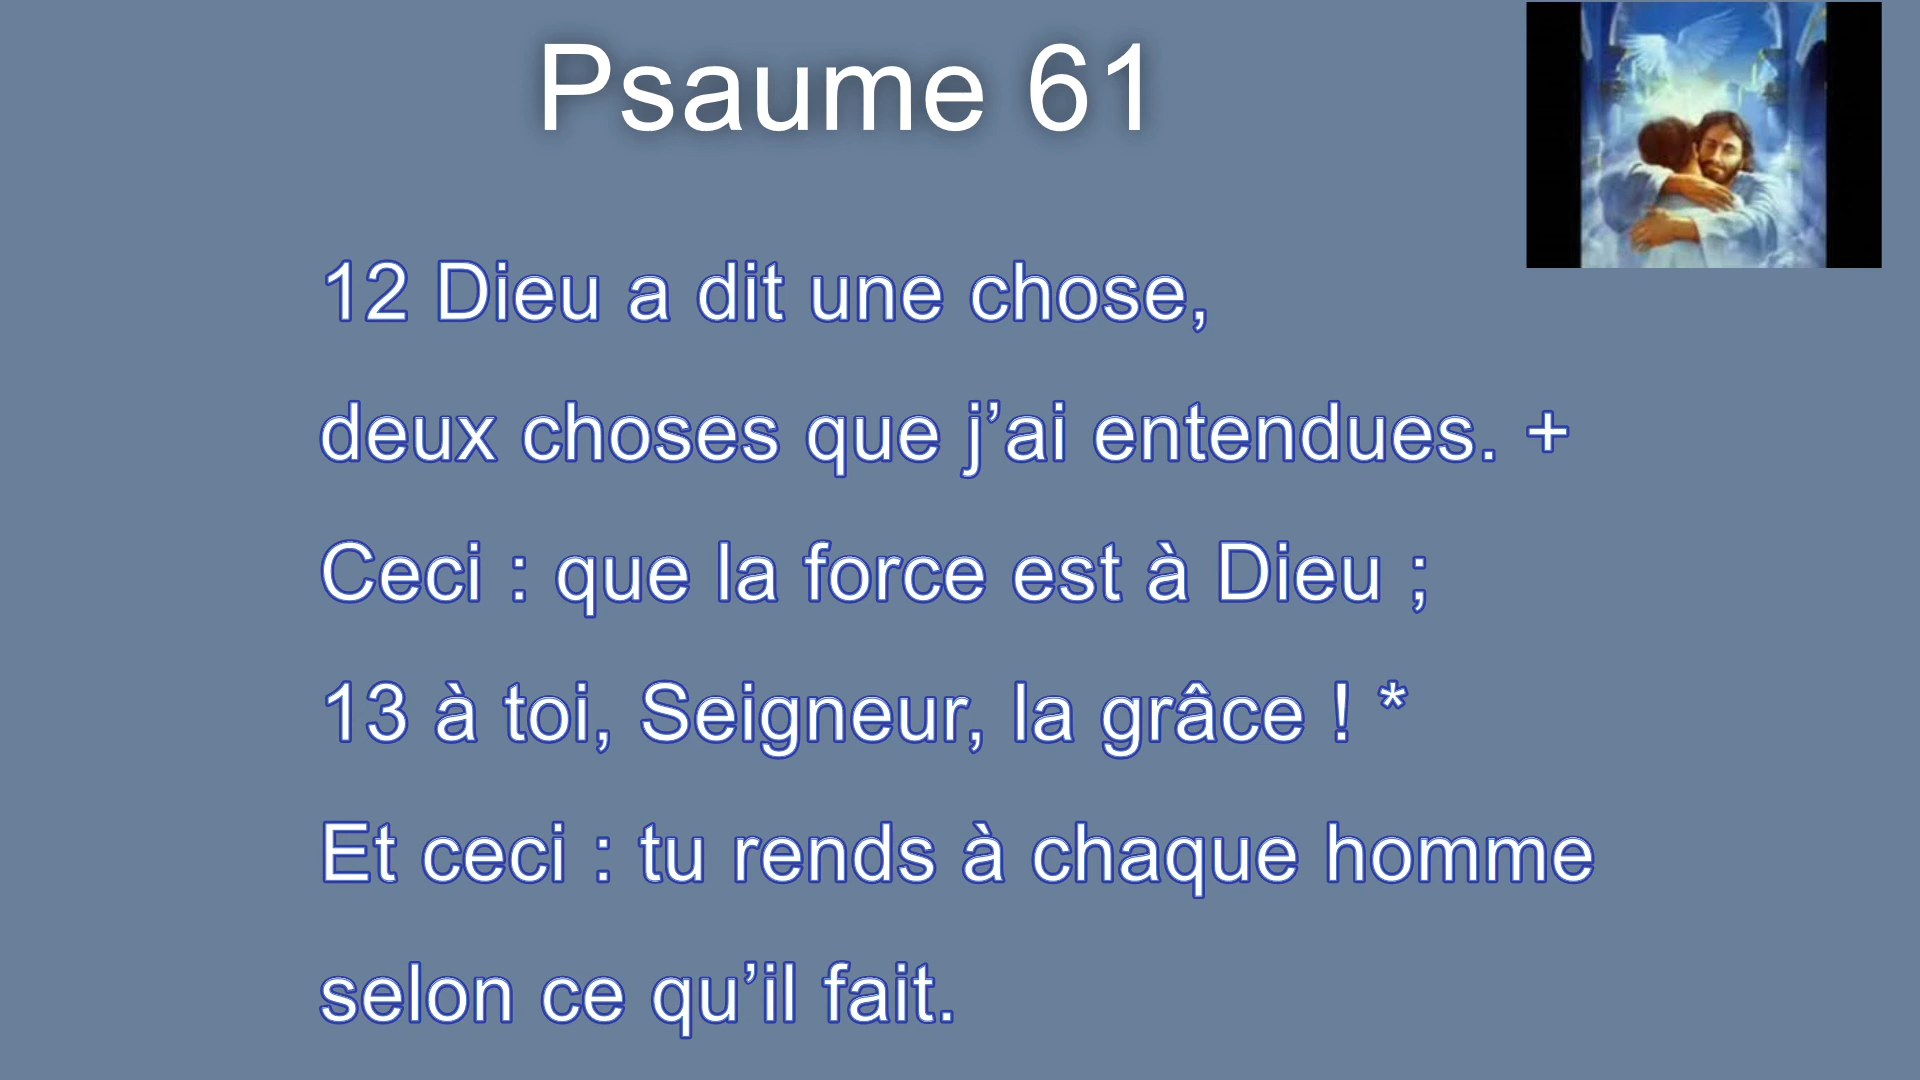 Psaume 61
12 Dieu a dit une chose,
deux choses que j’ai entendues. +
Ceci : que la force est à Dieu ;
13 à toi, Seigneur, la grâce ! *
Et ceci : tu rends à chaque homme
selon ce qu’il fait.